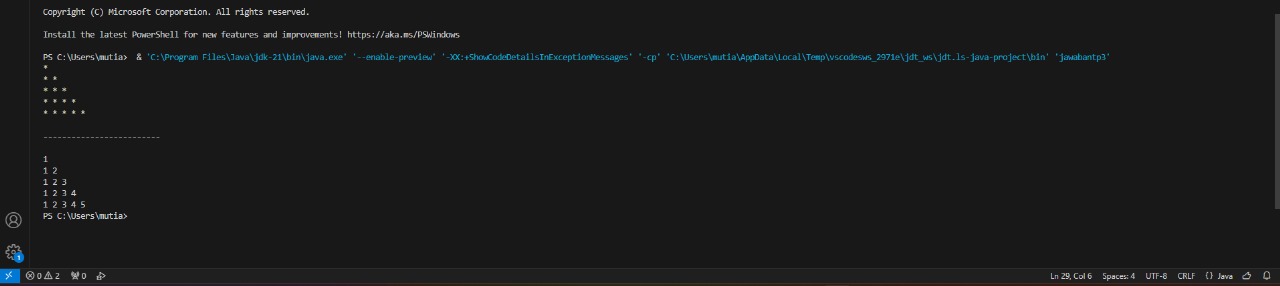 Copyright (C) Microsoft Corporation. All rights reserved.
Install the latest PowerShell for new features and improvements! https://aka.ms/PSWindows
PS C:\Users\mutia>  & 'C:\Program Files\Java\jdk-21\bin\java.exe' '--enable-preview' '-XX:+ShowCodeDetailsInExceptionMessages' '-cp' 'C:\Users\mutia\AppData\Local\Temp\vscodesws_2971e\jdt_ws\jdt.ls-java-project\bin' 'jawabantp3'
*
* *
* * *
* * * *
* * * * *
-------------------------
1
1 2
1 2 3
1 2 3 4
1 2 3 4 5
PS C:\Users\mutia>
1
0 2 0 Ln 29, Col 6 Spaces: 4 UTF-8 CRLF {} Java